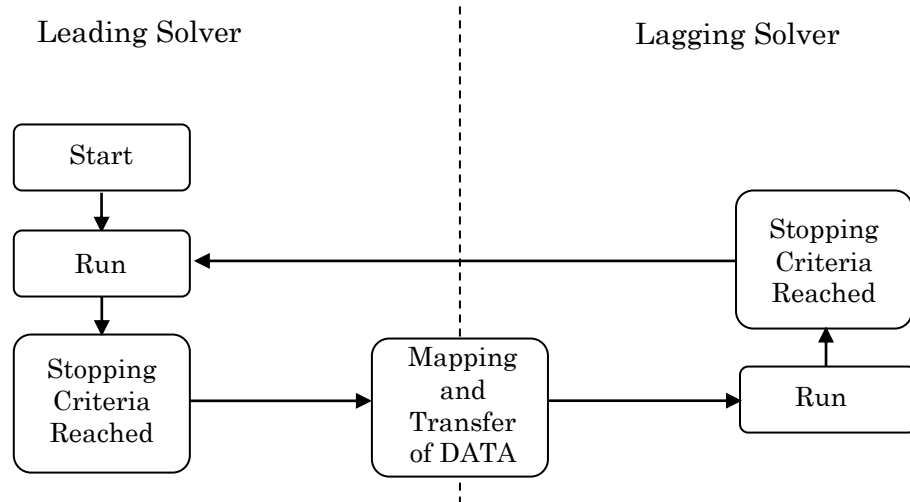 Leading Solver
Lagging Solver
Start
Run
Stopping
Criteria
Reached
Mapping
and
Transfer
of DATA
Run
Stopping
Criteria
Reached